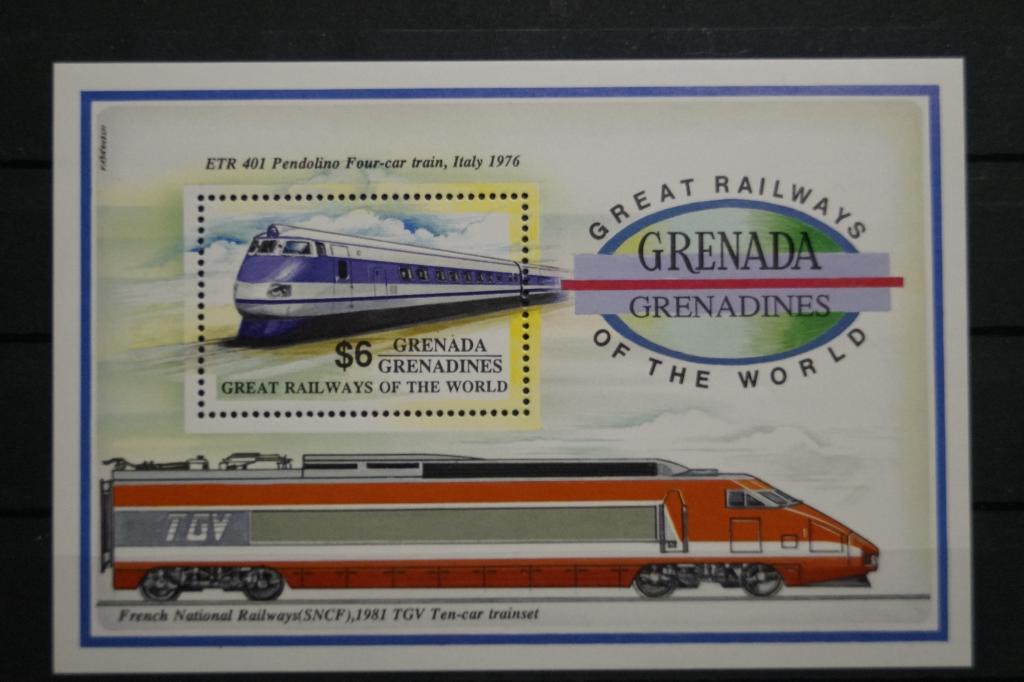 ETR 401 Pendolino Four-car train, Italy 1976
$6 GRENADA
GRENADINES
GREAT RAILWAYS OF THE WORLD
GREAT RAILWAYS
GRENADA
GRENADINES
OF THE WORLD
TGV
French National Railways(SNCF),1981 TGV Ten-car trainset